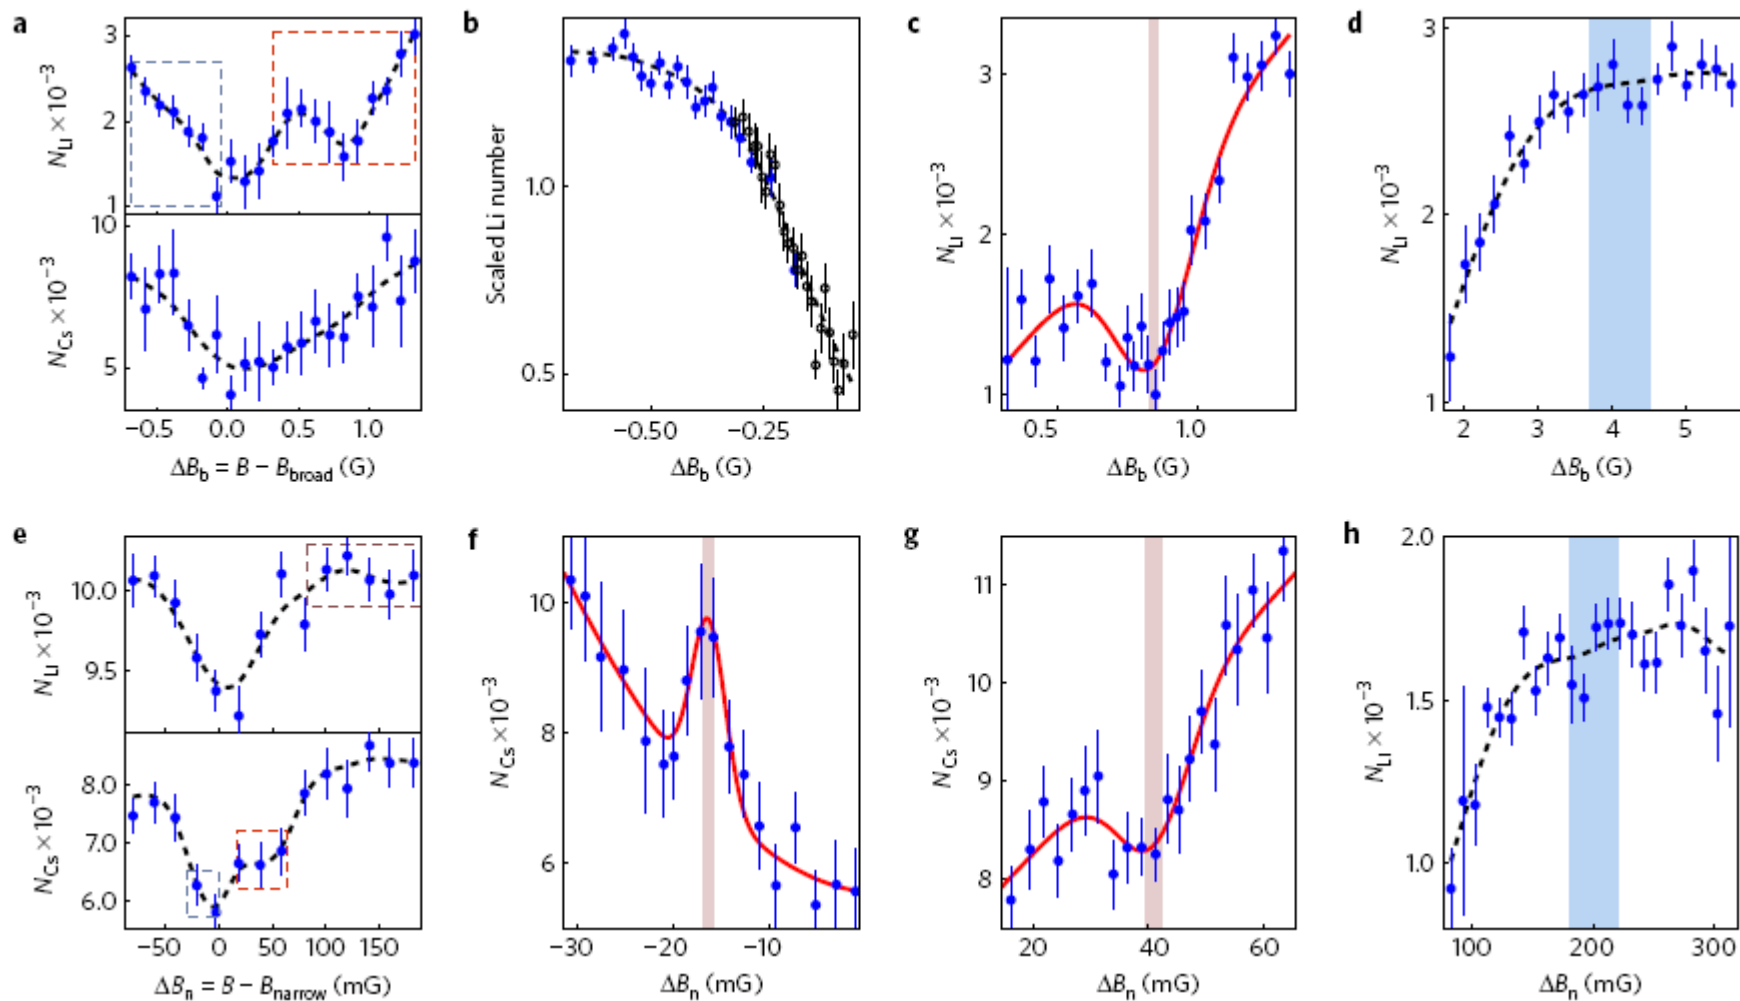 a
3
2
1
N_Li × 10⁻³
10
5
N_Cs × 10⁻³
−0.5 0.0 0.5 1.0
ΔB_b = B − B_broad (G)
b
1.0
0.5
Scaled Li number
−0.50 −0.25
ΔB_b (G)
c
3
2
1
N_Li × 10⁻³
0.5 1.0
ΔB_b (G)
d
3
2
1
N_Li × 10⁻³
2 3 4 5
ΔB_b (G)
e
10.0
9.5
N_Li × 10⁻³
8.0
7.0
6.0
N_Cs × 10⁻³
−50 0 50 100 150
ΔB_n = B − B_narrow (mG)
f
10
8
6
N_Cs × 10⁻³
−30 −20 −10
ΔB_n (mG)
g
11
10
9
8
N_Cs × 10⁻³
20 40 60
ΔB_n (mG)
h
2.0
1.5
1.0
N_Li × 10⁻³
100 200 300
ΔB_n (mG)